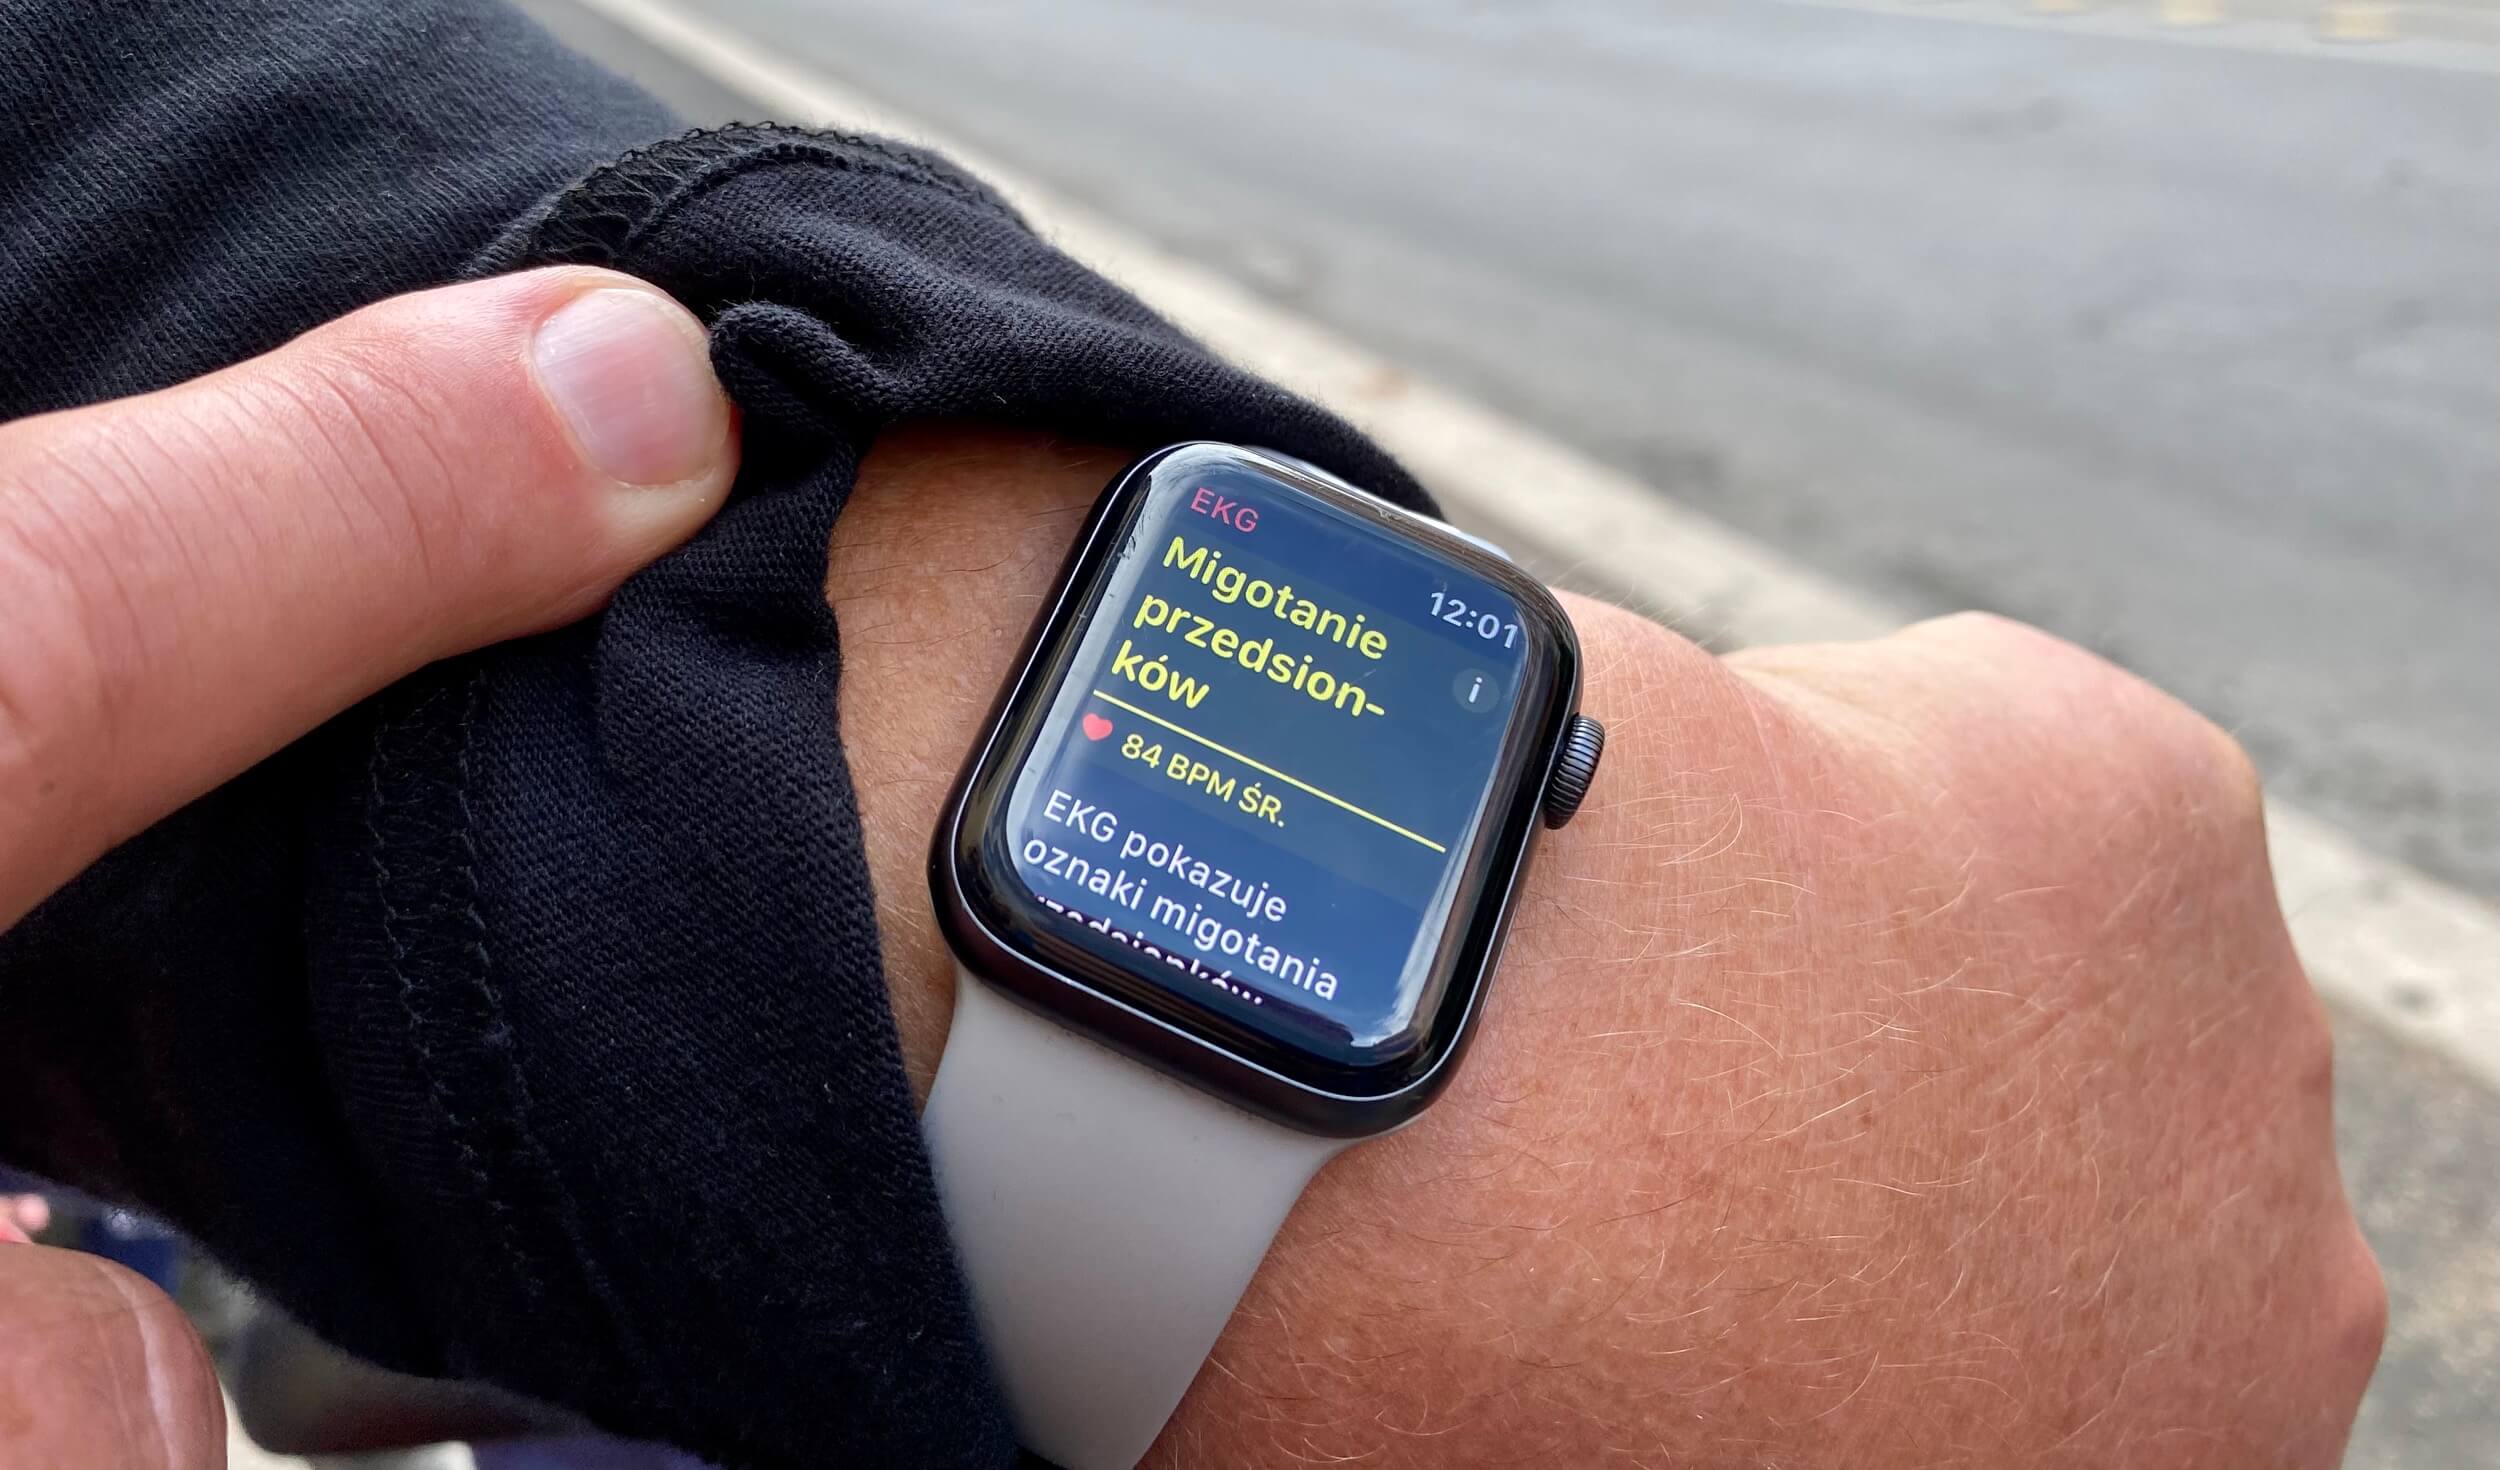 EKG
12:01
Migotanie
przedsion-
ków
i
84 BPM ŚR.
EKG pokazuje
oznaki migotania